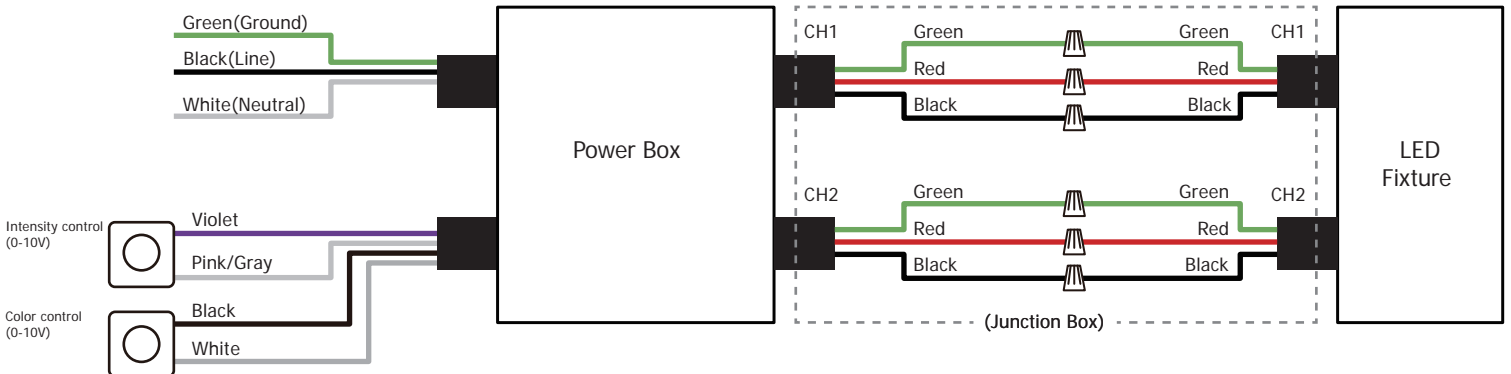 Green(Ground)
Black(Line)
White(Neutral)
Intensity control
(0-10V)
Violet
Pink/Gray
Color control
(0-10V)
Black
White
Power Box
CH1
Green
Green
CH1
Red
Red
Black
Black
CH2
Green
Green
CH2
Red
Red
Black
Black
(Junction Box)
LED
Fixture